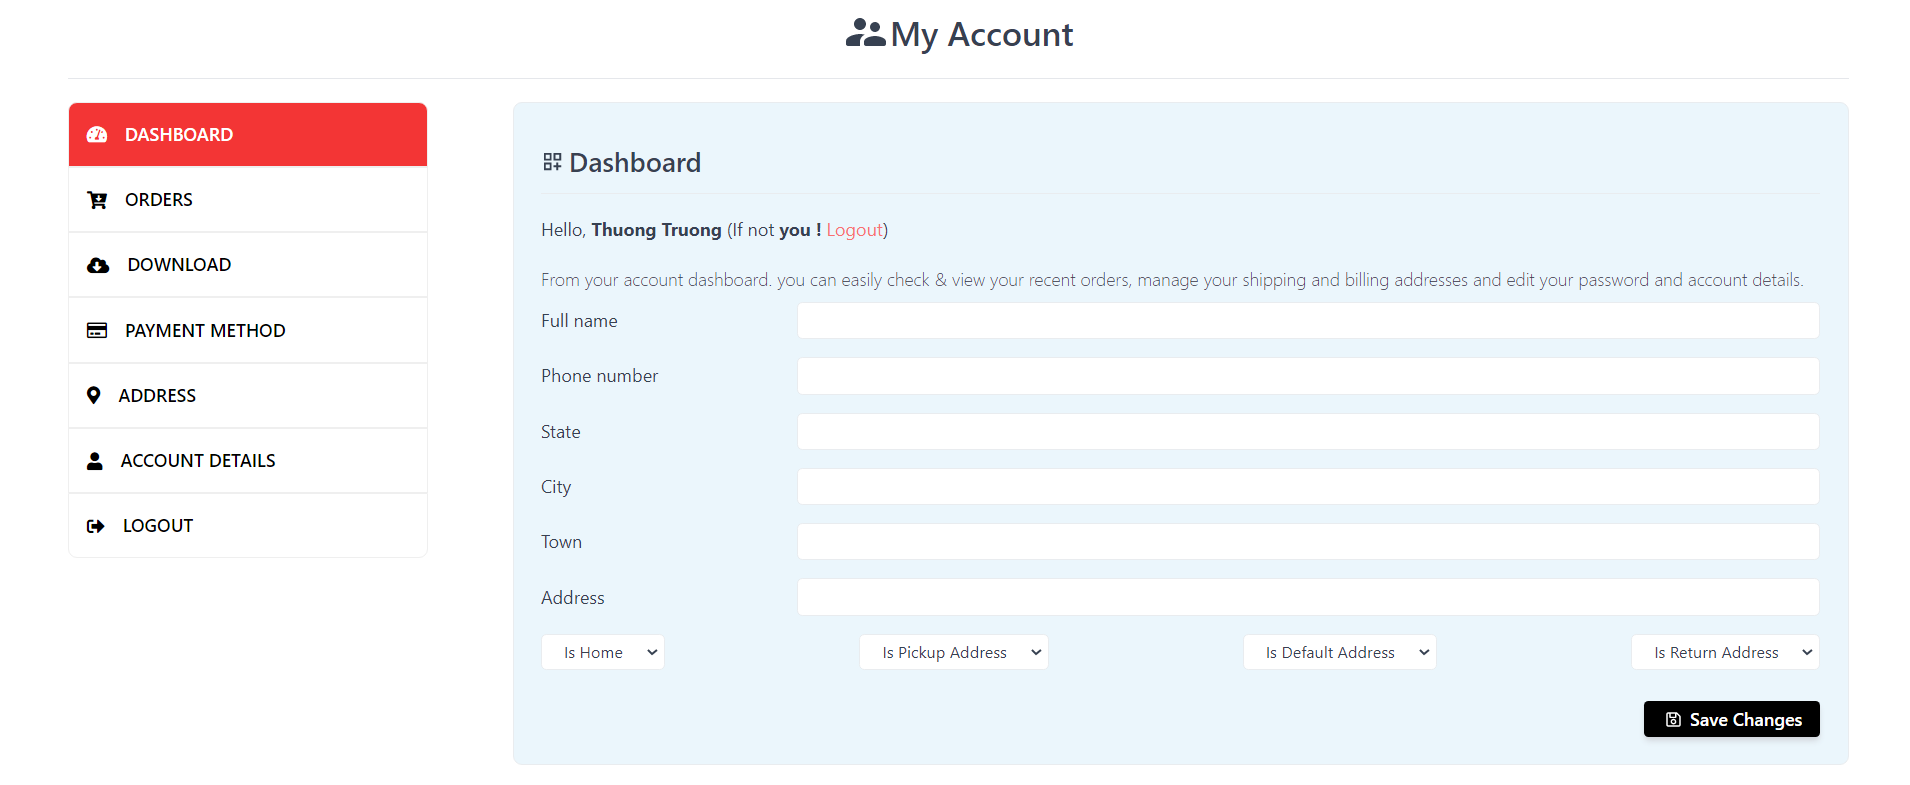 My Account
DASHBOARD
ORDERS
DOWNLOAD
PAYMENT METHOD
ADDRESS
ACCOUNT DETAILS
LOGOUT
Dashboard
Hello, Thuong Truong (If not you ! Logout)
From your account dashboard. you can easily check & view your recent orders, manage your shipping and billing addresses and edit your password and account details.
Full name
Phone number
State
City
Town
Address
Is Home Is Pickup Address Is Default Address Is Return Address
Save Changes